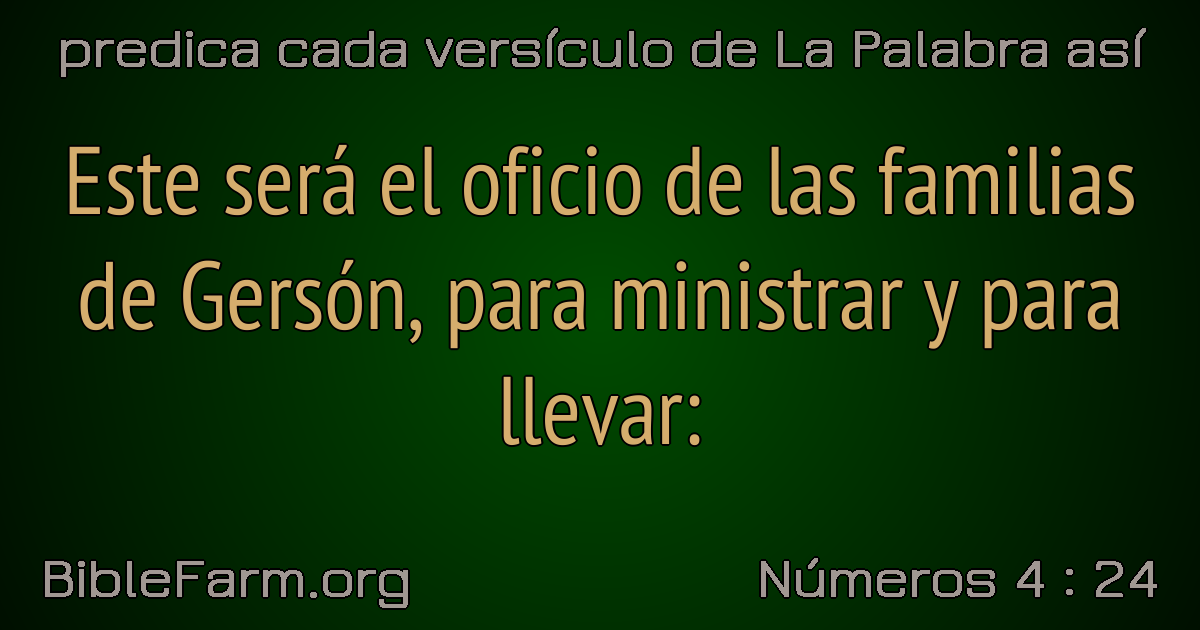 predica cada versículo de La Palabra así
Este será el oficio de las familias
de Gersón, para ministrar y para
llevar:
BibleFarm.org
Números 4 : 24